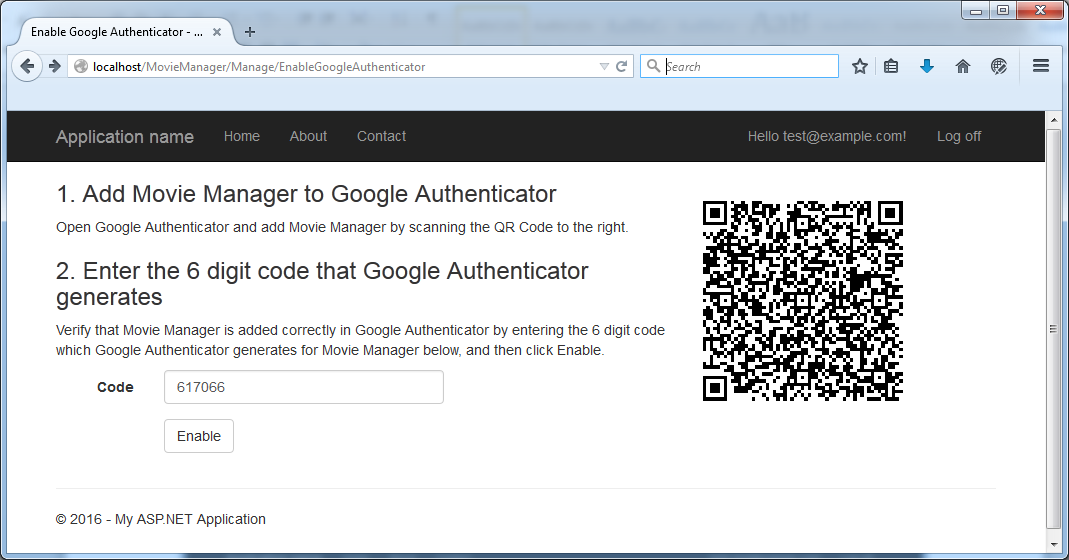 Enable Google Authenticator - ...
localhost/MovieManager/Manage/EnableGoogleAuthenticator
Search
Application name Home About Contact Hello test@example.com! Log off
1. Add Movie Manager to Google Authenticator
Open Google Authenticator and add Movie Manager by scanning the QR Code to the right.
2. Enter the 6 digit code that Google Authenticator
generates
Verify that Movie Manager is added correctly in Google Authenticator by entering the 6 digit code
which Google Authenticator generates for Movie Manager below, and then click Enable.
Code 617066
Enable
© 2016 - My ASP.NET Application